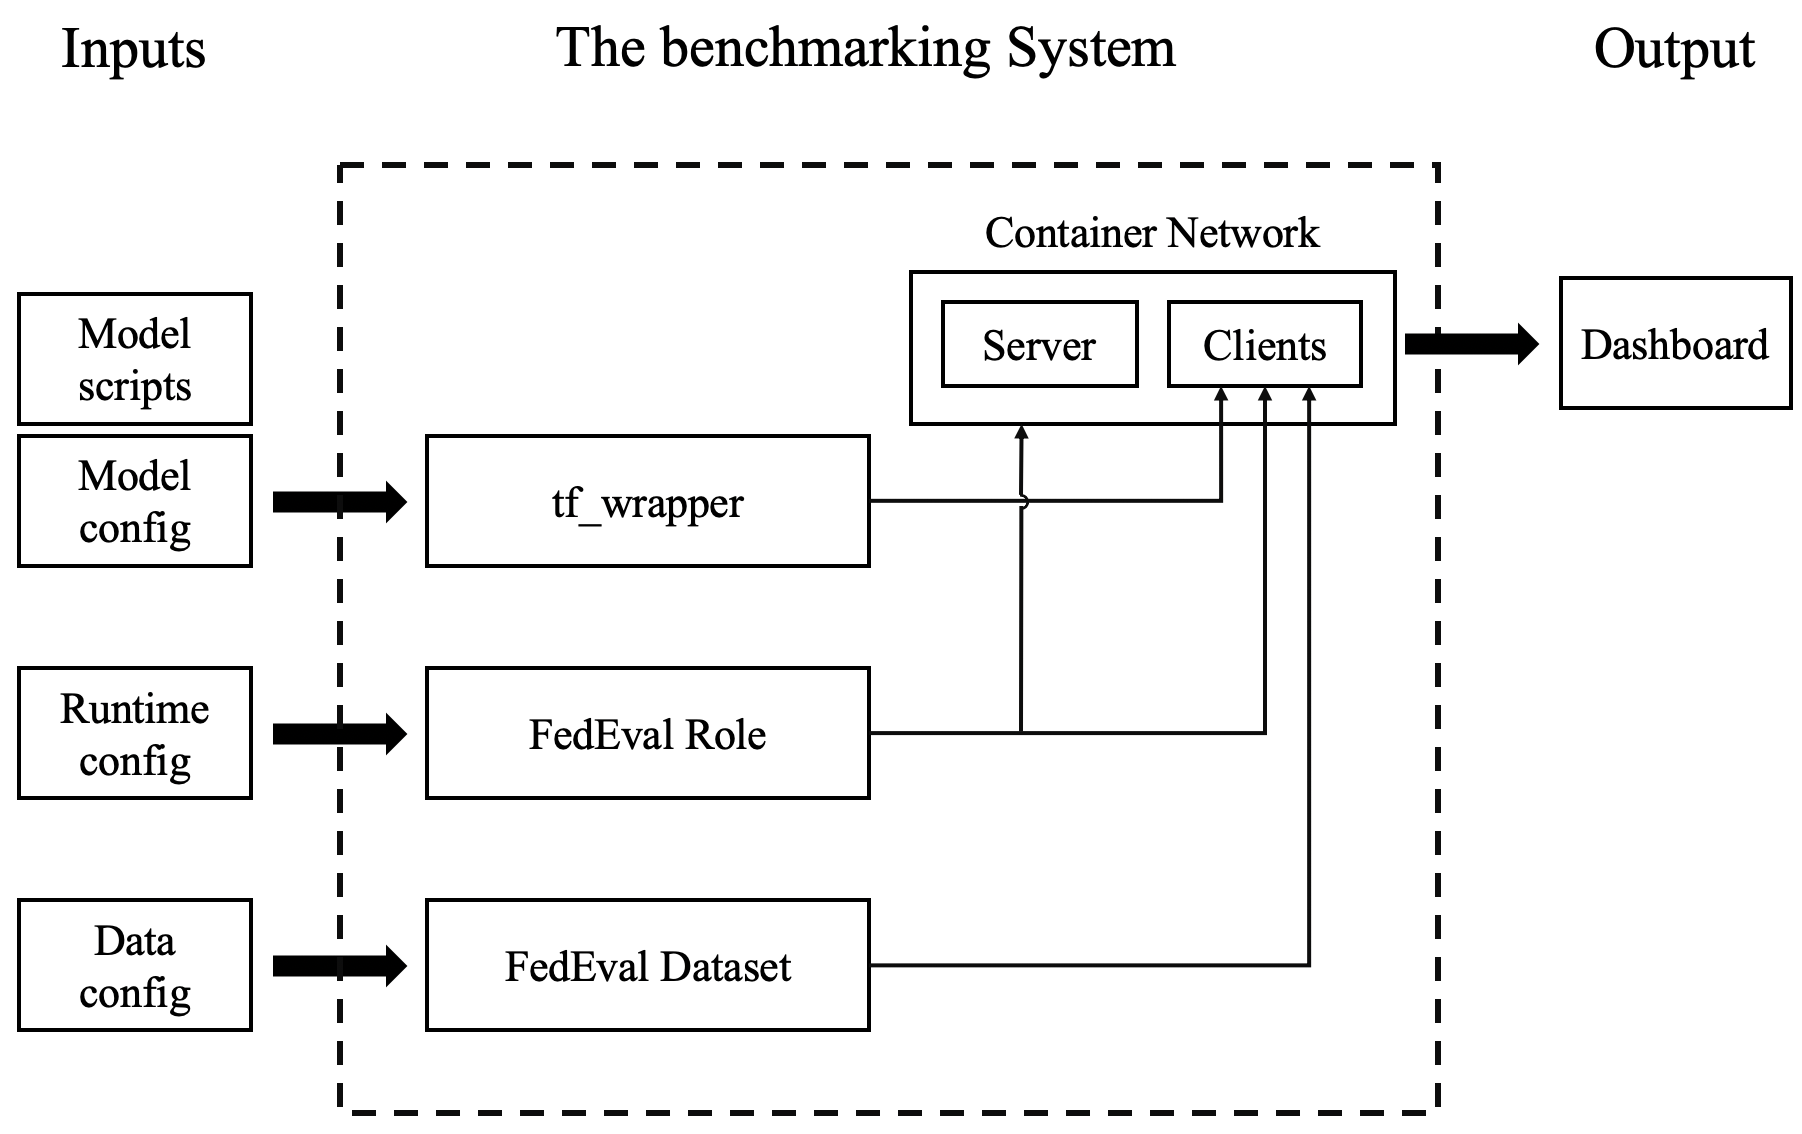 Inputs
The benchmarking System
Output
Container Network
Model
scripts
Server
Clients
Dashboard
Model
config
tf_wrapper
Runtime
config
FedEval Role
Data
config
FedEval Dataset